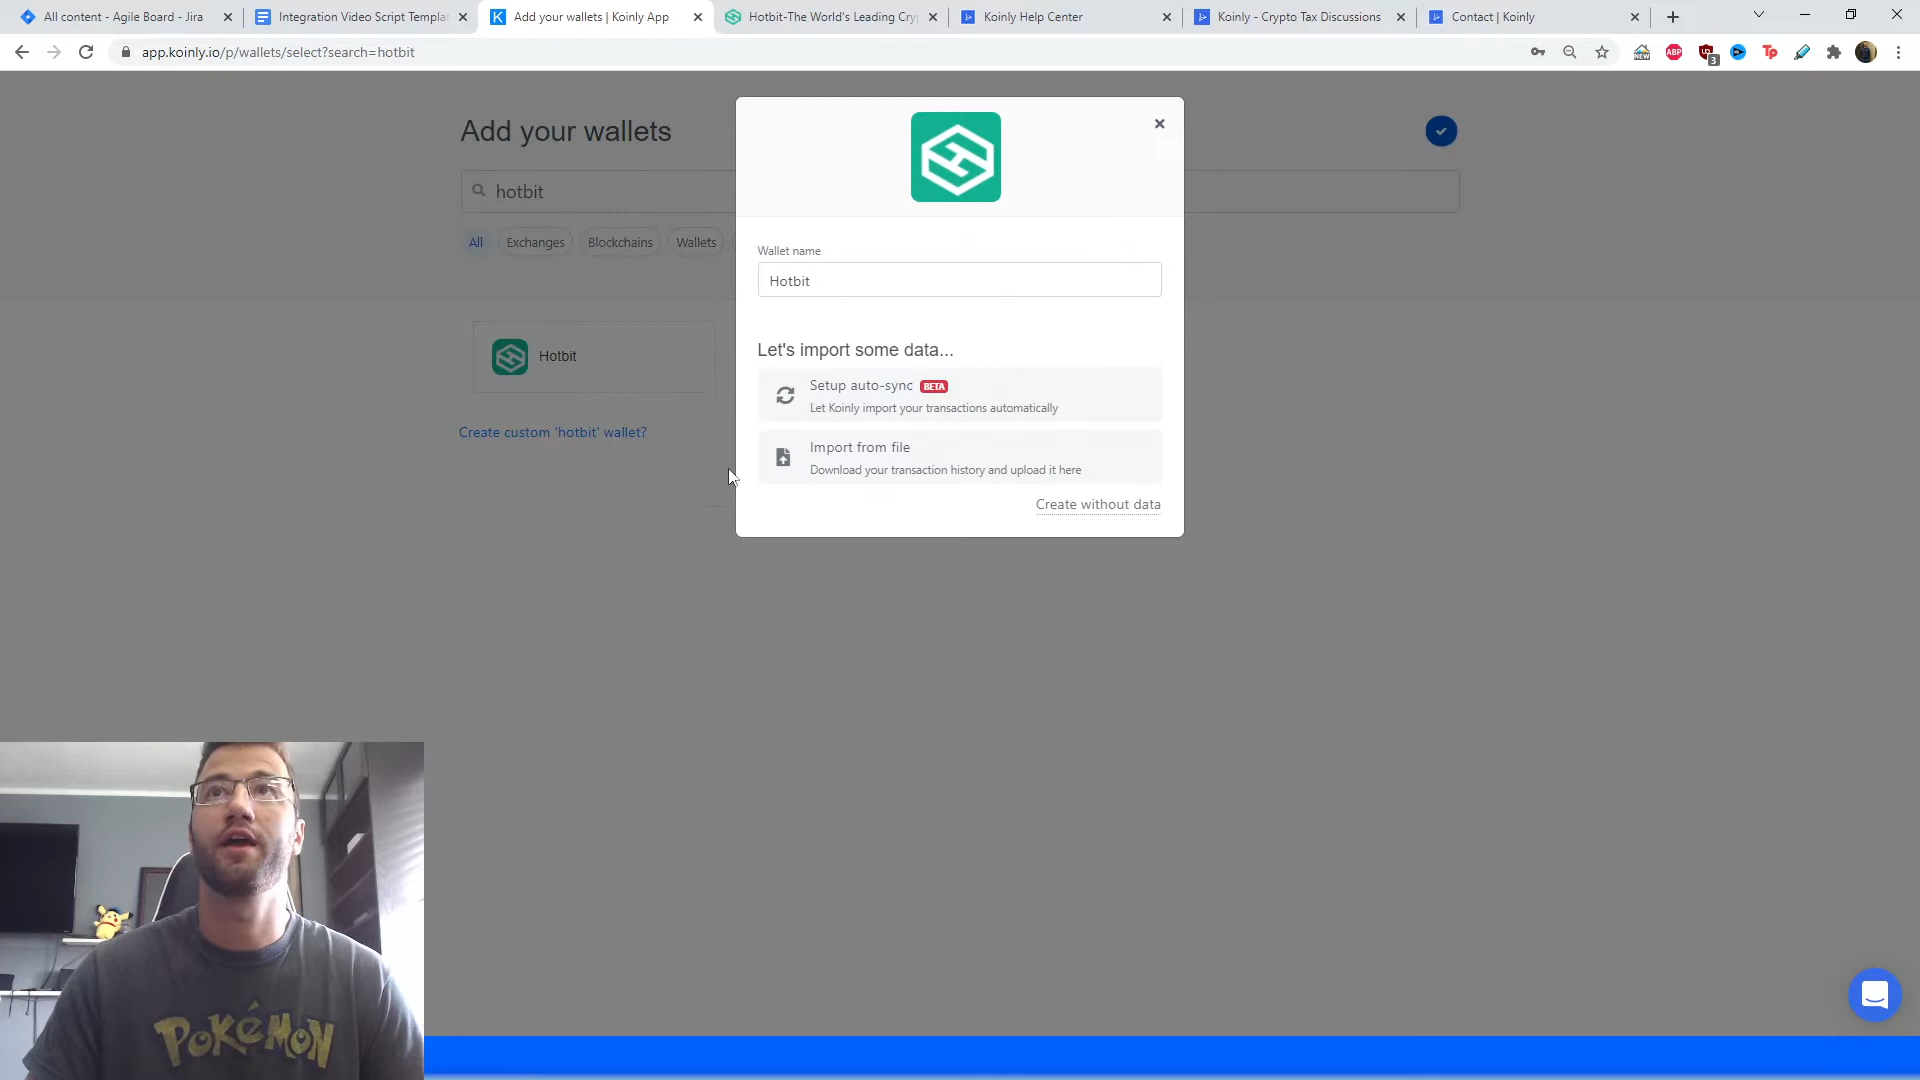 All content - Agile Board - Jira
Integration Video Script Templa
Add your wallets | Koinly App
Hotbit-The World's Leading Cry
Koinly Help Center
Koinly - Crypto Tax Discussions
Contact | Koinly
app.koinly.io/p/wallets/select?search=hotbit
NEW
ABP
3
Tp
Add your wallets
hotbit
All
Exchanges
Blockchains
Wallets
Hotbit
Create custom 'hotbit' wallet?
Wallet name
Hotbit
Let's import some data...
Setup auto-sync BETA
Let Koinly import your transactions automatically
Import from file
Download your transaction history and upload it here
Create without data
POKéMON